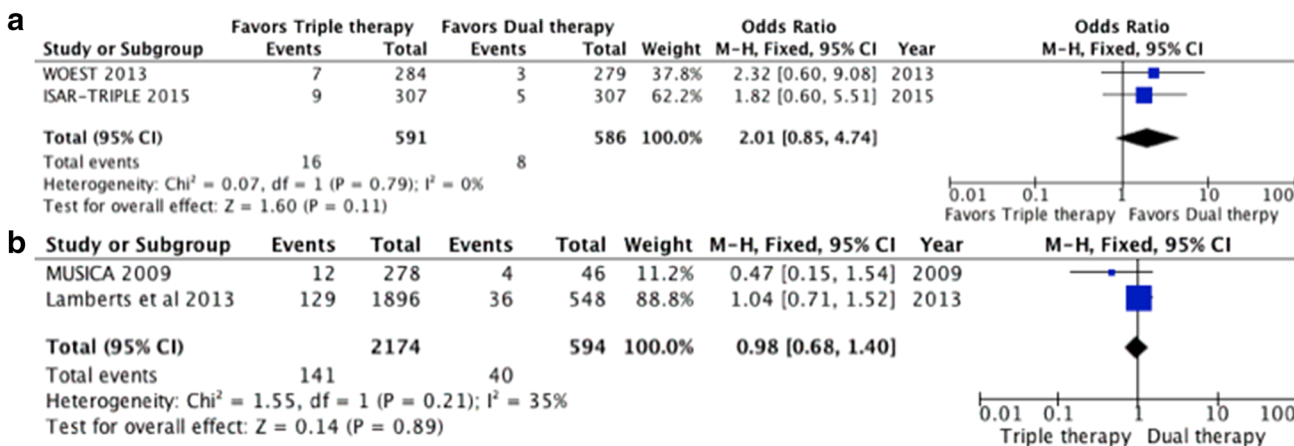 a
Favors Triple therapy Favors Dual therapy Odds Ratio Odds Ratio
Study or Subgroup Events Total Events Total Weight M-H, Fixed, 95% CI Year M-H, Fixed, 95% CI
WOEST 2013 7 284 3 279 37.8% 2.32 [0.60, 9.08] 2013
ISAR-TRIPLE 2015 9 307 5 307 62.2% 1.82 [0.60, 5.51] 2015
Total (95% CI) 591 586 100.0% 2.01 [0.85, 4.74]
Total events 16 8
Heterogeneity: Chi² = 0.07, df = 1 (P = 0.79); I² = 0%
Test for overall effect: Z = 1.60 (P = 0.11)
0.01 0.1 1 10 100
Favors Triple therapy Favors Dual therpy
b
Study or Subgroup Events Total Events Total Weight M-H, Fixed, 95% CI Year M-H, Fixed, 95% CI
MUSICA 2009 12 278 4 46 11.2% 0.47 [0.15, 1.54] 2009
Lamberts et al 2013 129 1896 36 548 88.8% 1.04 [0.71, 1.52] 2013
Total (95% CI) 2174 594 100.0% 0.98 [0.68, 1.40]
Total events 141 40
Heterogeneity: Chi² = 1.55, df = 1 (P = 0.21); I² = 35%
Test for overall effect: Z = 0.14 (P = 0.89)
0.01 0.1 1 10 100
Triple therapy Dual therapy